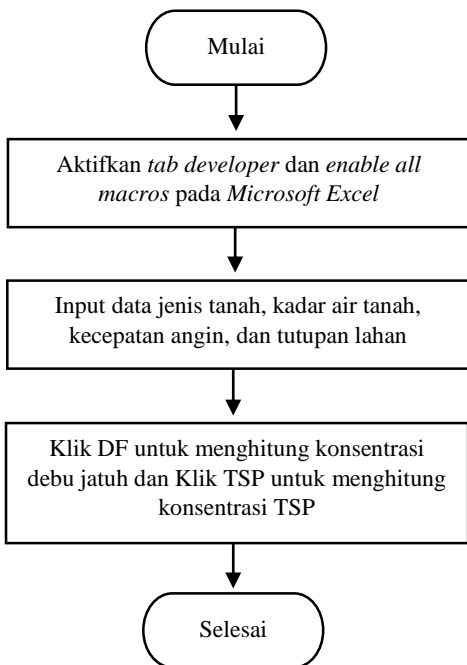 Mulai
Aktifkan tab developer dan enable all
macros pada Microsoft Excel
Input data jenis tanah, kadar air tanah,
kecepatan angin, dan tutupan lahan
Klik DF untuk menghitung konsentrasi
debu jatuh dan Klik TSP untuk menghitung
konsentrasi TSP
Selesai